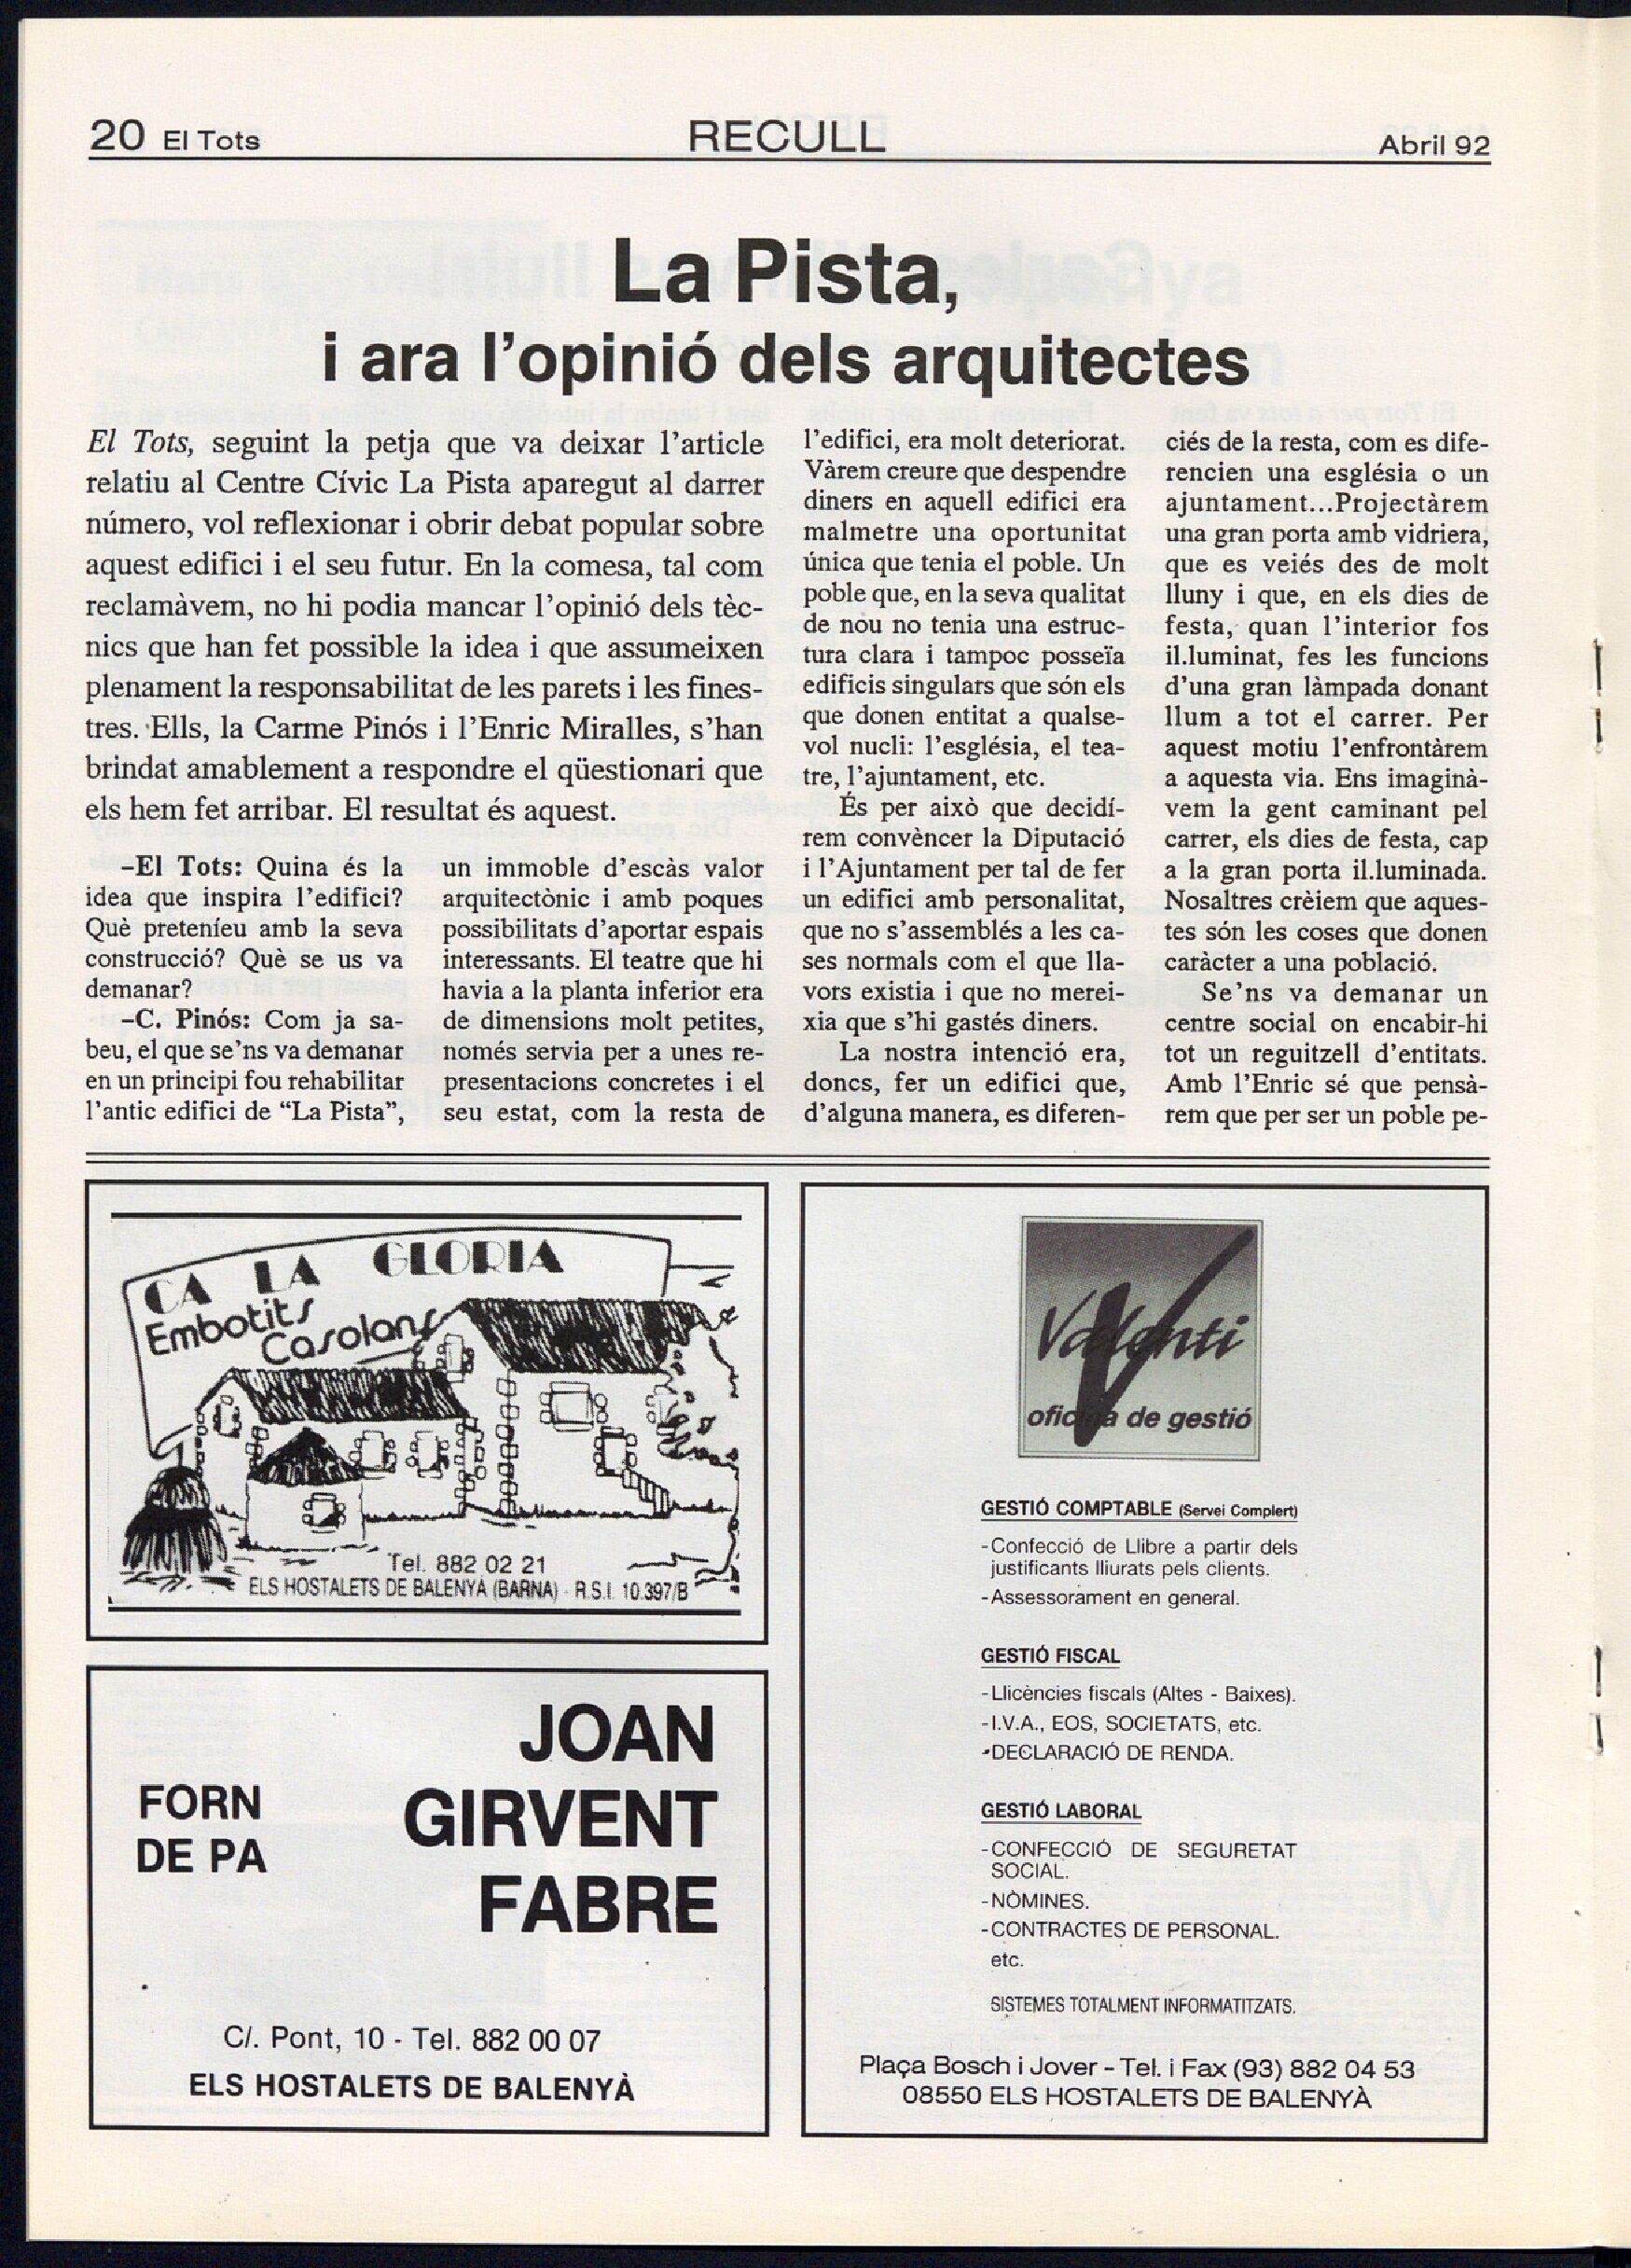 20 El Tots
RECULL
Abril 92
La Pista,
i ara l'opinió dels arquitectes
El Tots, seguint la petja que va deixar l'article
relatiu al Centre Cívic La Pista aparegut al darrer
número, vol reflexionar i obrir debat popular sobre
aquest edifici i el seu futur. En la comesa, tal com
reclamàvem, no hi podia mancar l'opinió dels tèc-
nics que han fet possible la idea i que assumeixen
plenament la responsabilitat de les parets i les fines-
tres. Ells, la Carme Pinós i l'Enric Miralles, s'han
brindat amablement a respondre el qüestionari que
els hem fet arribar. El resultat és aquest.
–El Tots: Quina és la
idea que inspira l'edifici?
Què pretenieu amb la seva
construcció? Què se us va
demanar?
–C. Pinós: Com ja sa-
beu, el que se'ns va demanar
en un principi fou rehabilitar
l'antic edifici de “La Pista”,
un immoble d'escàs valor
arquitectònic i amb poques
possibilitats d'aportar espais
interessants. El teatre que hi
havia a la planta inferior era
de dimensions molt petites,
només servia per a unes re-
presentacions concretes i el
seu estat, com la resta de
l'edifici, era molt deteriorat.
Vàrem creure que despendre
diners en aquell edifici era
malmetre una oportunitat
única que tenia el poble. Un
poble que, en la seva qualitat
de nou no tenia una estruc-
tura clara i tampoc posseïa
edificis singulars que són els
que donen entitat a qualse-
vol nucli: l'església, el tea-
tre, l'ajuntament, etc.
És per això que decidí-
rem convèncer la Diputació
i l'Ajuntament per tal de fer
un edifici amb personalitat,
que no s'assemblés a les ca-
ses normals com el que lla-
vors existia i que no merei-
xia que s'hi gastés diners.
La nostra intenció era,
doncs, fer un edifici que,
d'alguna manera, es diferen-
ciés de la resta, com es dife-
rencien una església o un
ajuntament...Projectàrem
una gran porta amb vidriera,
que es veiés des de molt
lluny i que, en els dies de
festa, quan l'interior fos
il.luminat, fes les funcions
d'una gran làmpada donant
llum a tot el carrer. Per
aquest motiu l'enfrontàrem
a aquesta via. Ens imaginà-
vem la gent caminant pel
carrer, els dies de festa, cap
a la gran porta il.luminada.
Nosaltres crèiem que aques-
tes són les coses que donen
caràcter a una població.
Se'ns va demanar un
centre social on encabir-hi
tot un reguitzell d'entitats.
Amb l'Enric sé que pensà-
rem que per ser un poble pe-
CA LA GLORIA
Embotits
Casolans
Tel. 882 02 21
ELS HOSTALETS DE BALENYÀ (BARNA) - R.S.I. 10.397/B
FORN
DE PA
JOAN
GIRVENT
FABRE
C/. Pont, 10 - Tel. 882 00 07
ELS HOSTALETS DE BALENYÀ
Valenti
oficina de gestió
GESTIÓ COMPTABLE (Servei Complert)
-Confecció de Llibre a partir dels
justificants lliurats pels clients.
-Assessorament en general.
GESTIÓ FISCAL
-Llicències fiscals (Altes - Baixes).
-I.V.A., EOS, SOCIETATS, etc.
-DECLARACIÓ DE RENDA.
GESTIÓ LABORAL
-CONFECCIÓ DE SEGURETAT
SOCIAL.
-NÒMINES.
-CONTRACTES DE PERSONAL.
etc.
SISTEMES TOTALMENT INFORMATITZATS.
Plaça Bosch i Jover - Tel. i Fax (93) 882 04 53
08550 ELS HOSTALETS DE BALENYÀ